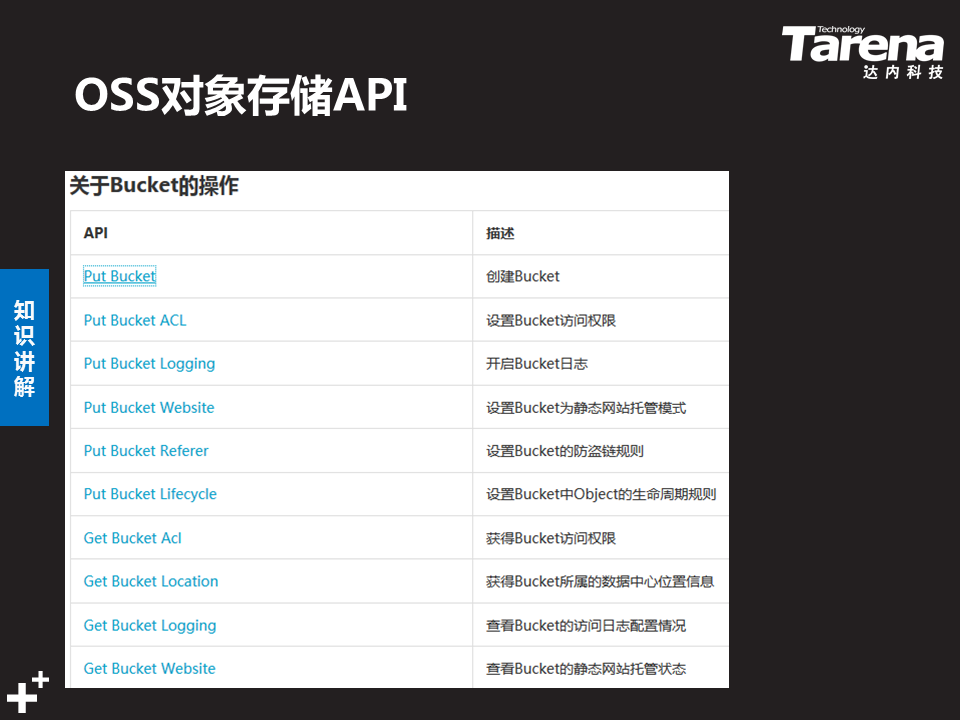 Technology
Tarena
达内科技
OSS对象存储API
知识讲解
关于Bucket的操作
API 描述
Put Bucket 创建Bucket
Put Bucket ACL 设置Bucket访问权限
Put Bucket Logging 开启Bucket日志
Put Bucket Website 设置Bucket为静态网站托管模式
Put Bucket Referer 设置Bucket的防盗链规则
Put Bucket Lifecycle 设置Bucket中Object的生命周期规则
Get Bucket Acl 获得Bucket访问权限
Get Bucket Location 获得Bucket所属的数据中心位置信息
Get Bucket Logging 查看Bucket的访问日志配置情况
Get Bucket Website 查看Bucket的静态网站托管状态